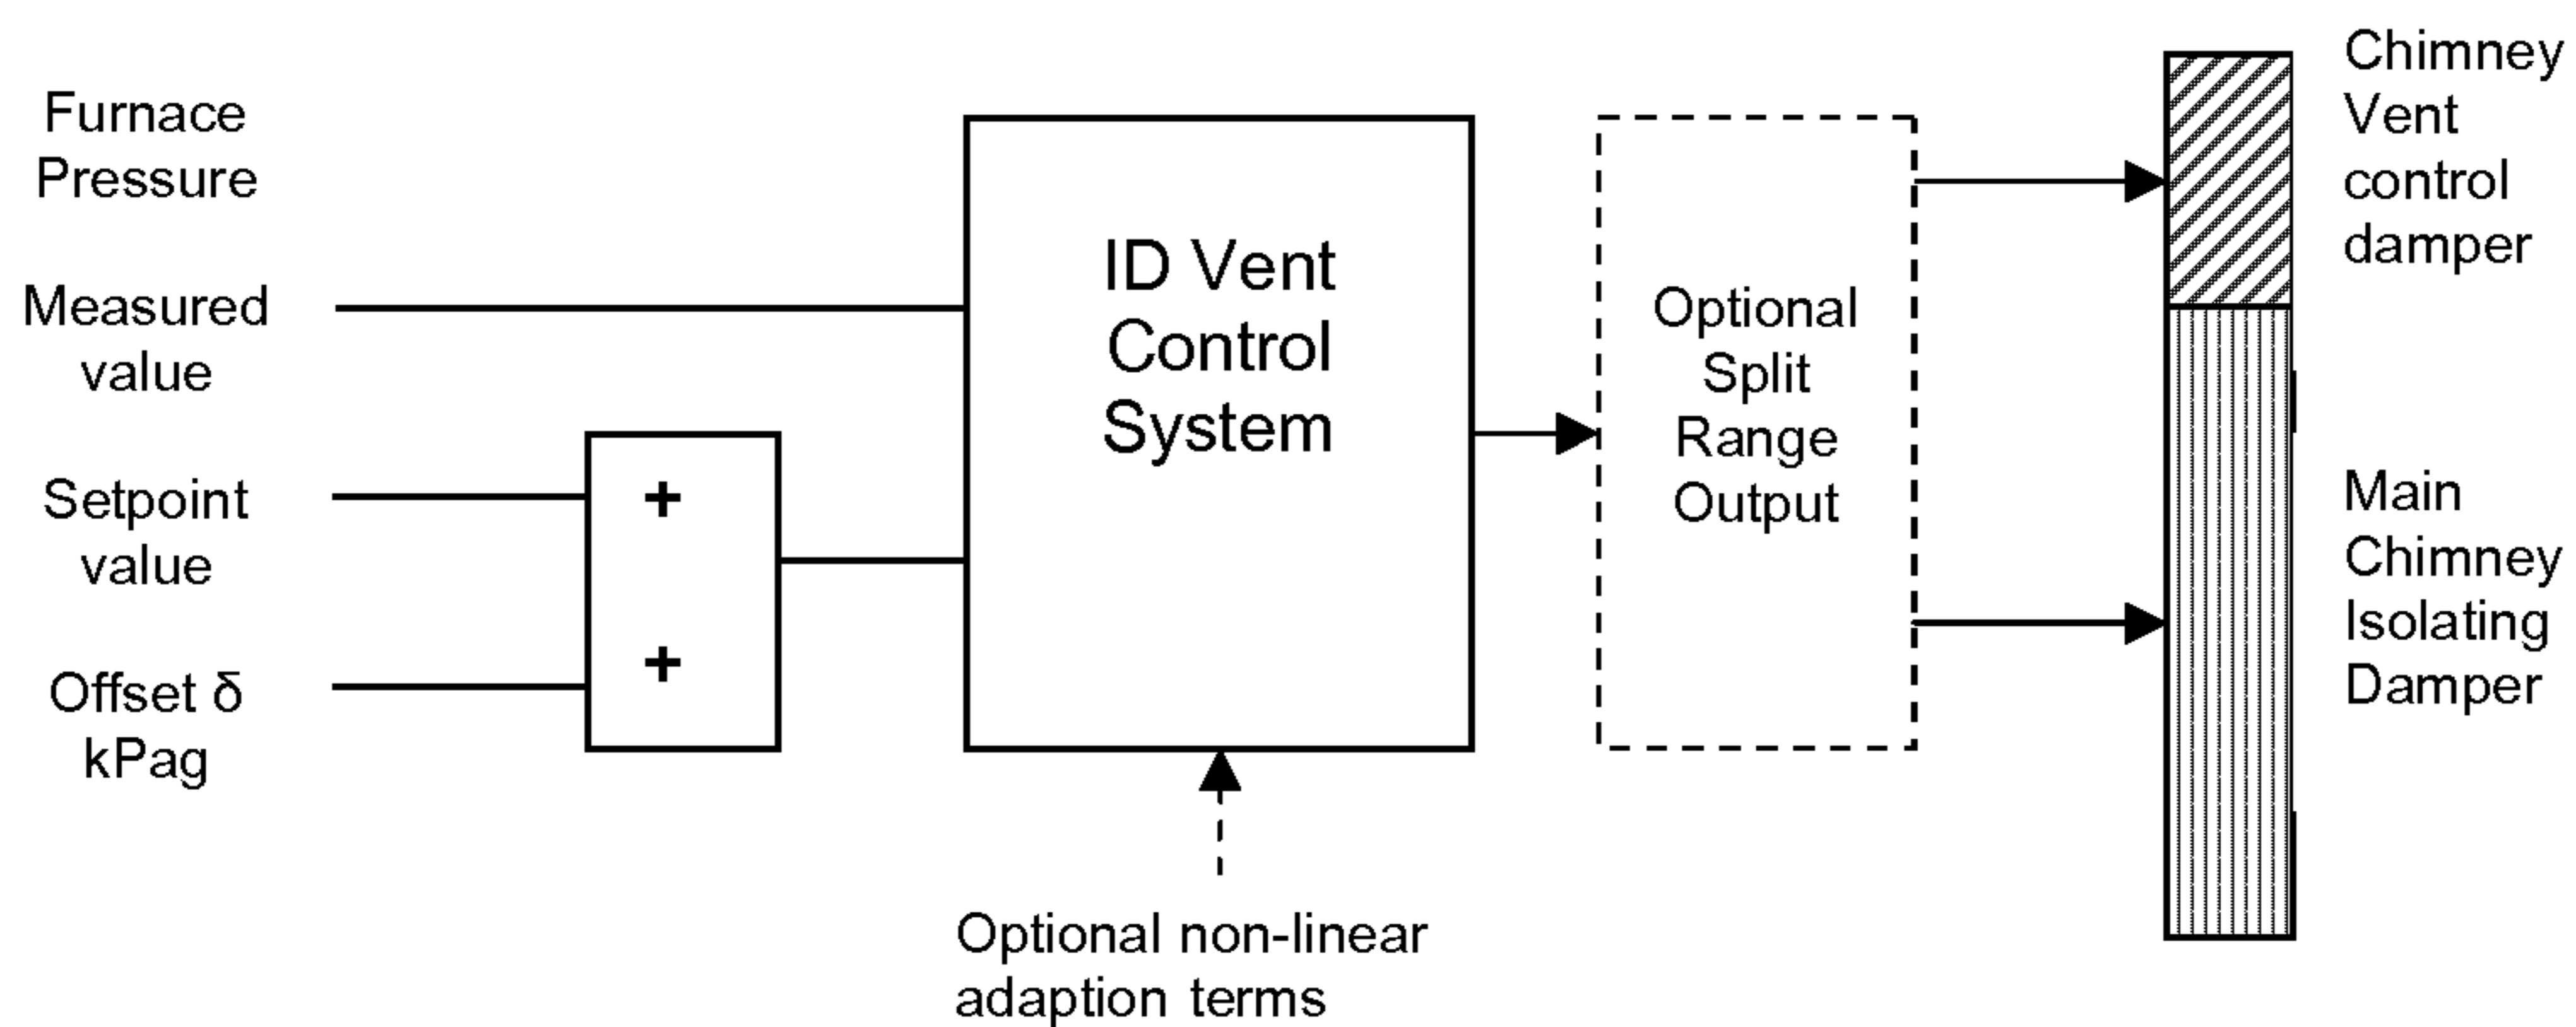 Furnace
Pressure
Measured
value
Setpoint
value
Offset δ
kPag
+
+
ID Vent
Control
System
Optional non-linear
adaption terms
Optional
Split
Range
Output
Chimney
Vent
control
damper
Main
Chimney
Isolating
Damper